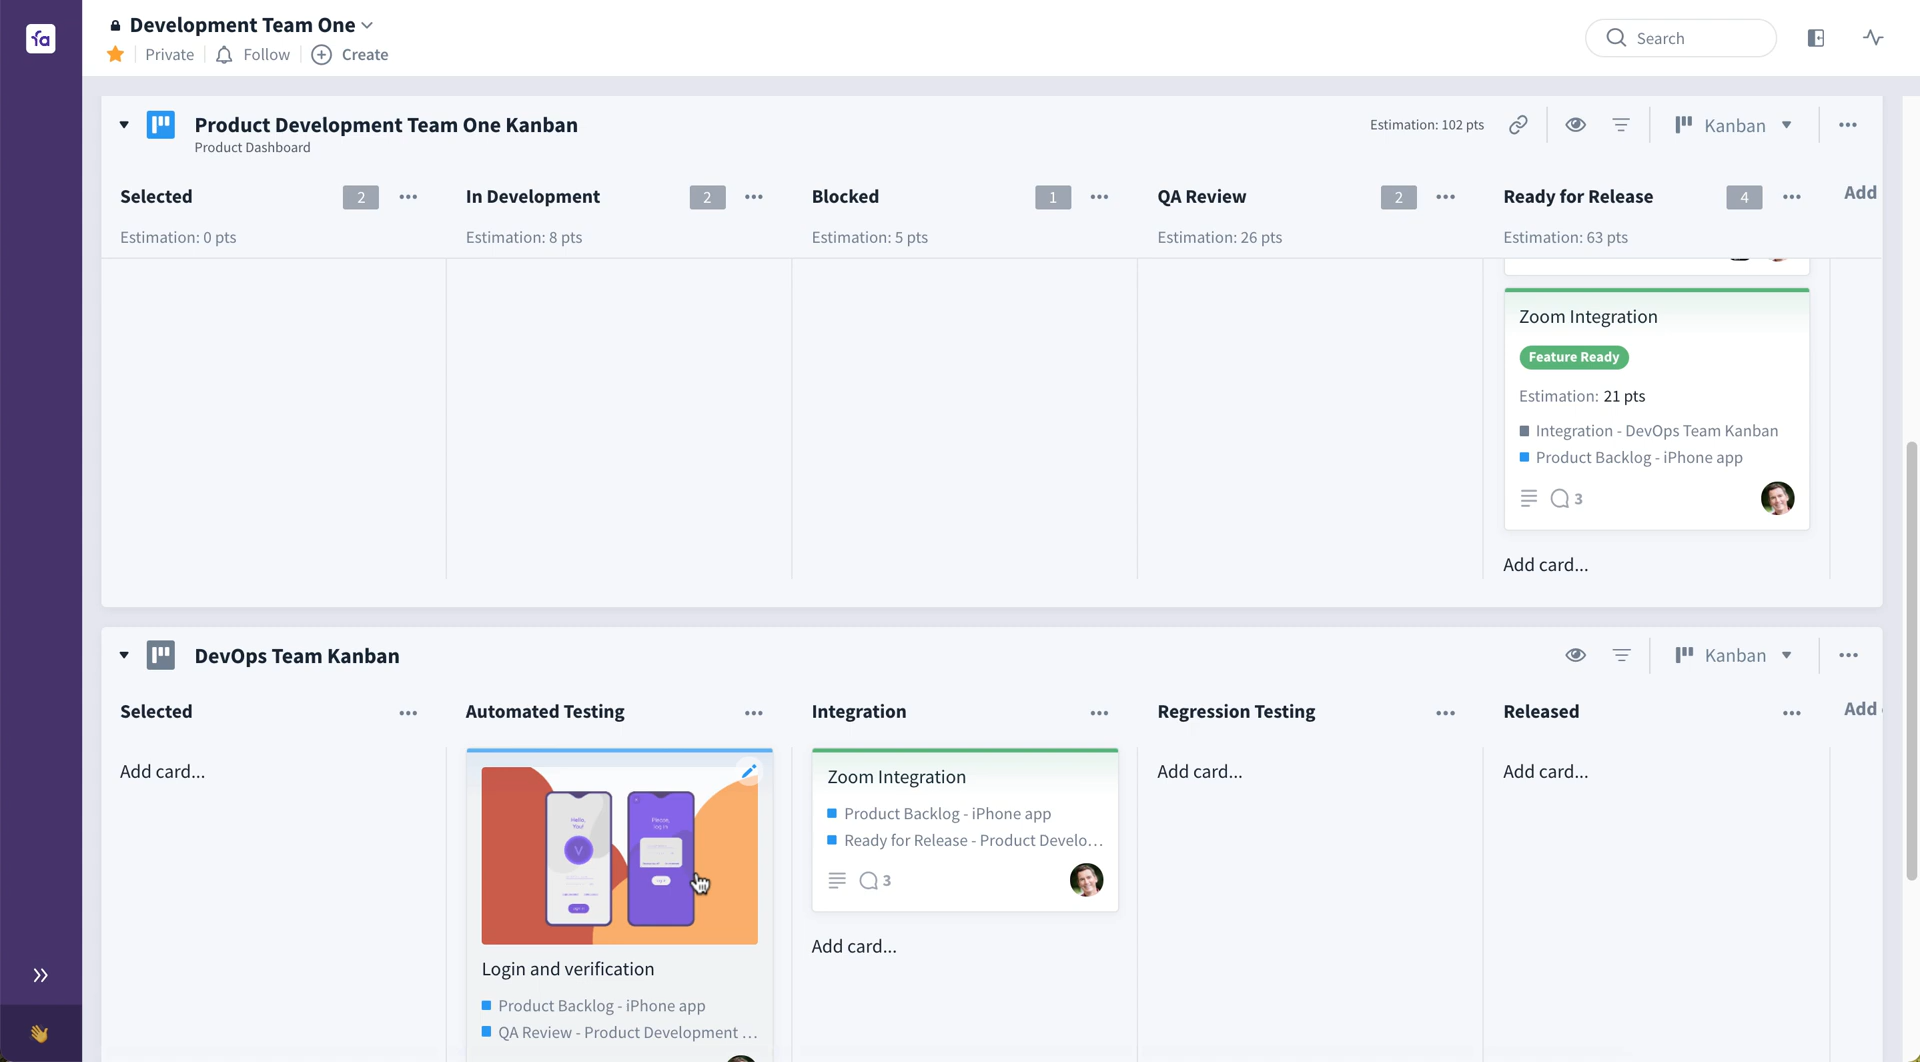 fa
Development Team One
Private
Follow
Create
Search
Product Development Team One Kanban
Product Dashboard
Estimation: 102 pts
Kanban
Selected
2
In Development
2
Blocked
1
QA Review
2
Ready for Release
4
Add
Estimation: 0 pts
Estimation: 8 pts
Estimation: 5 pts
Estimation: 26 pts
Estimation: 63 pts
Zoom Integration
Feature Ready
Estimation: 21 pts
Integration - DevOps Team Kanban
Product Backlog - iPhone app
3
Add card...
DevOps Team Kanban
Kanban
Selected
Automated Testing
Integration
Regression Testing
Released
Add
Add card...
Hello,
You!
V
Login and verification
Product Backlog - iPhone app
QA Review - Product Development ...
Zoom Integration
Product Backlog - iPhone app
Ready for Release - Product Develo...
3
Add card...
Add card...
Add card...